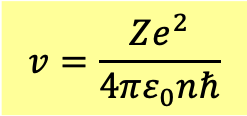 v = Ze² / 4πε₀nħ